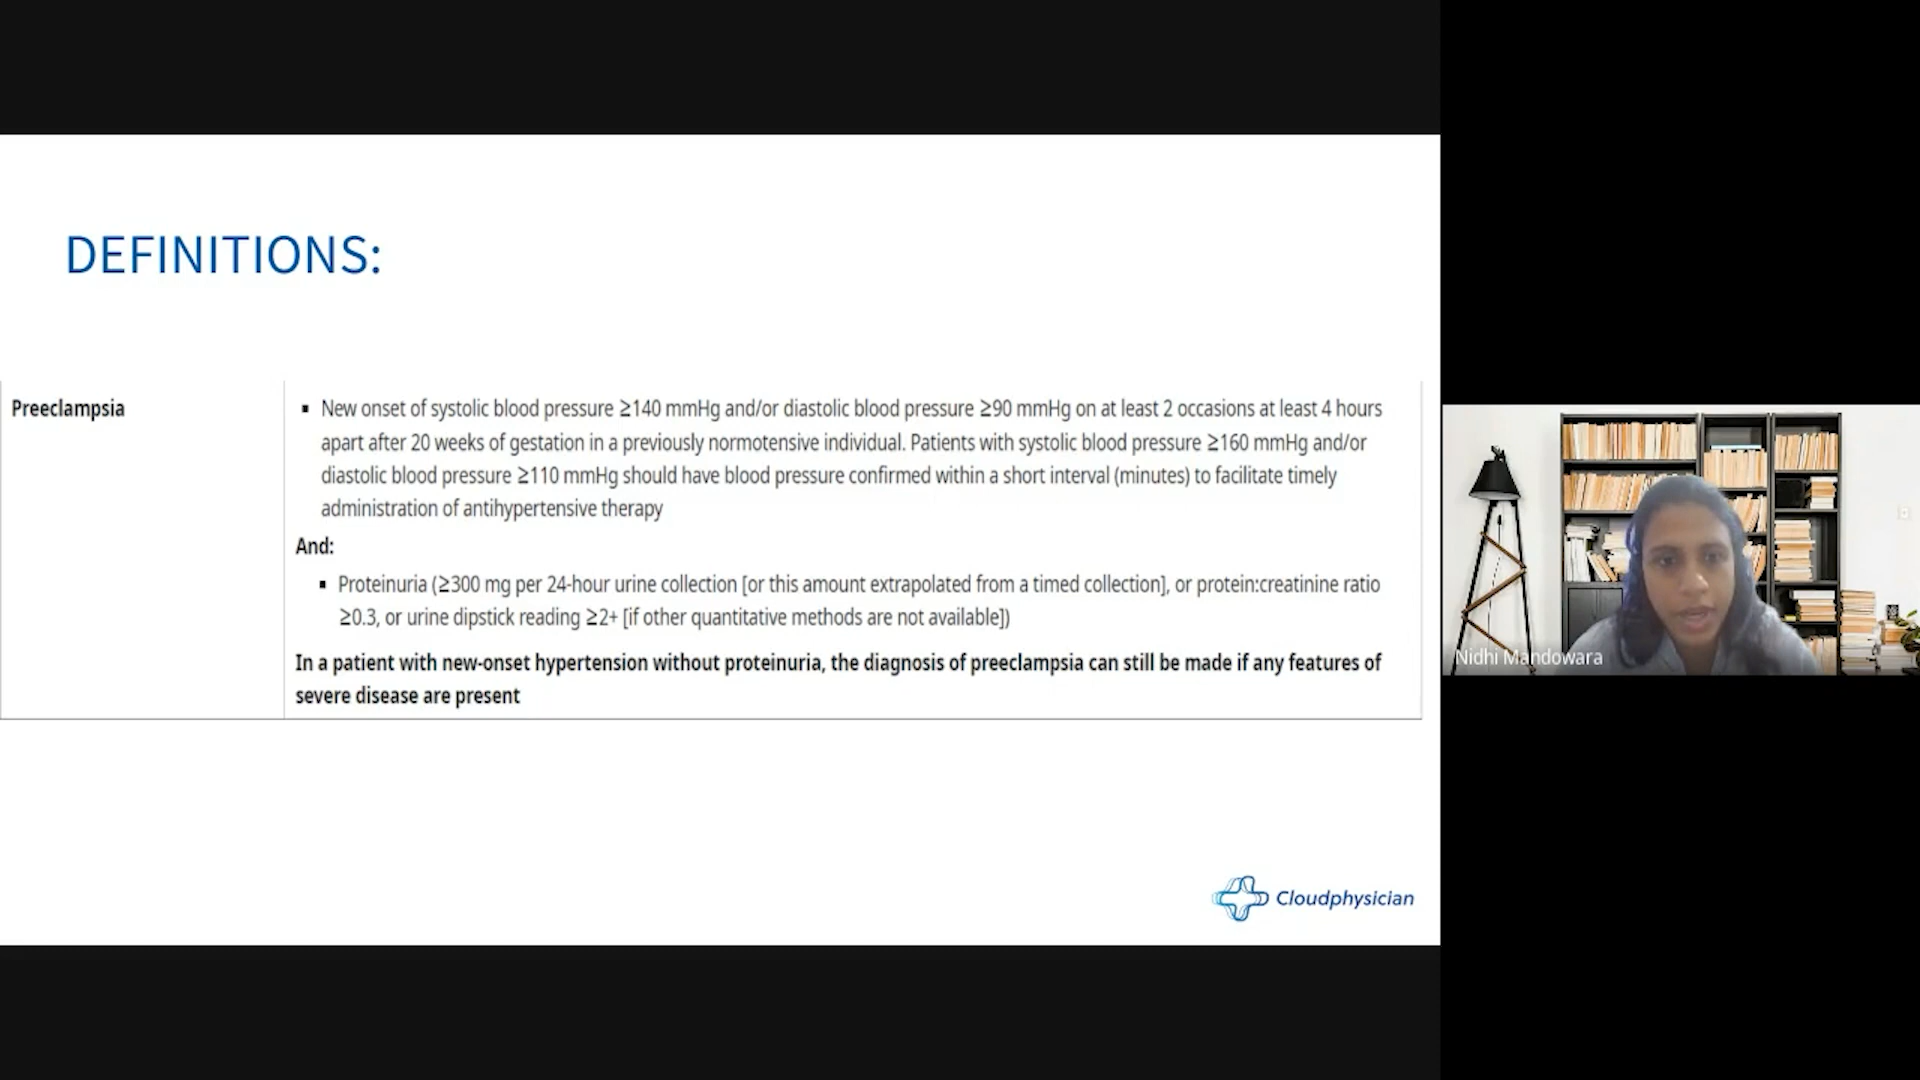 DEFINITIONS:
Preeclampsia
▪ New onset of systolic blood pressure ≥140 mmHg and/or diastolic blood pressure ≥90 mmHg on at least 2 occasions at least 4 hours
apart after 20 weeks of gestation in a previously normotensive individual. Patients with systolic blood pressure ≥160 mmHg and/or
diastolic blood pressure ≥110 mmHg should have blood pressure confirmed within a short interval (minutes) to facilitate timely
administration of antihypertensive therapy
And:
▪ Proteinuria (≥300 mg per 24-hour urine collection [or this amount extrapolated from a timed collection], or protein:creatinine ratio
≥0.3, or urine dipstick reading ≥2+ [if other quantitative methods are not available])
In a patient with new-onset hypertension without proteinuria, the diagnosis of preeclampsia can still be made if any features of
severe disease are present
Cloudphysician
Nidhi Mandowara